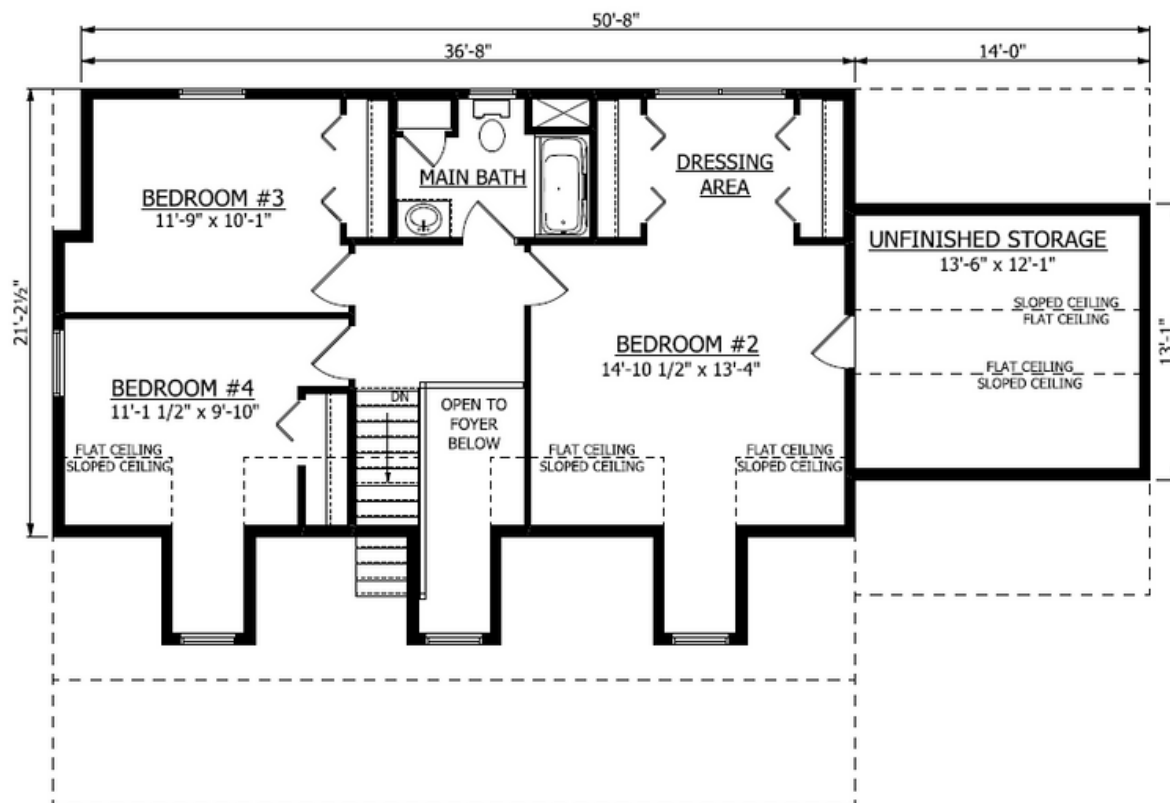 50'-8"
36'-8"
14'-0"
21'-2½"
BEDROOM #3
11'-9" x 10'-1"
MAIN BATH
DRESSING
AREA
UNFINISHED STORAGE
13'-6" x 12'-1"
SLOPED CEILING
FLAT CEILING
FLAT CEILING
SLOPED CEILING
13'-1"
BEDROOM #2
14'-10 1/2" x 13'-4"
BEDROOM #4
11'-1 1/2" x 9'-10"
DN
OPEN TO
FOYER
BELOW
FLAT CEILING
SLOPED CEILING
FLAT CEILING
SLOPED CEILING
FLAT CEILING
SLOPED CEILING